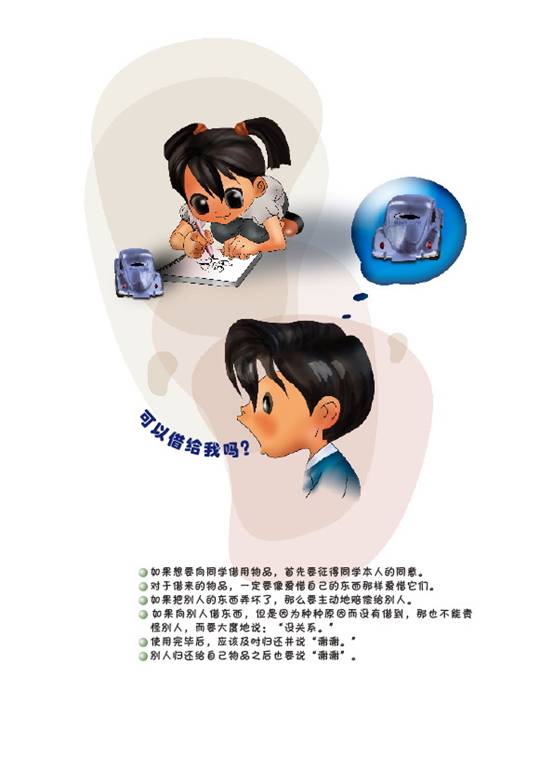 可以借给我吗?
如果想要向同学借用物品，首先要征得同学本人的同意。
对于借来的物品，一定要像爱惜自己的东西那样爱惜它们。
如果把别人的东西弄坏了，那么要主动地赔偿给别人。
如果向别人借东西，但是因为种种原因而没有借到，那也不能责
怪别人，而要大度地说：“没关系。”
使用完毕后，应该及时归还并说“谢谢。”
别人归还给自己物品之后也要说“谢谢”。